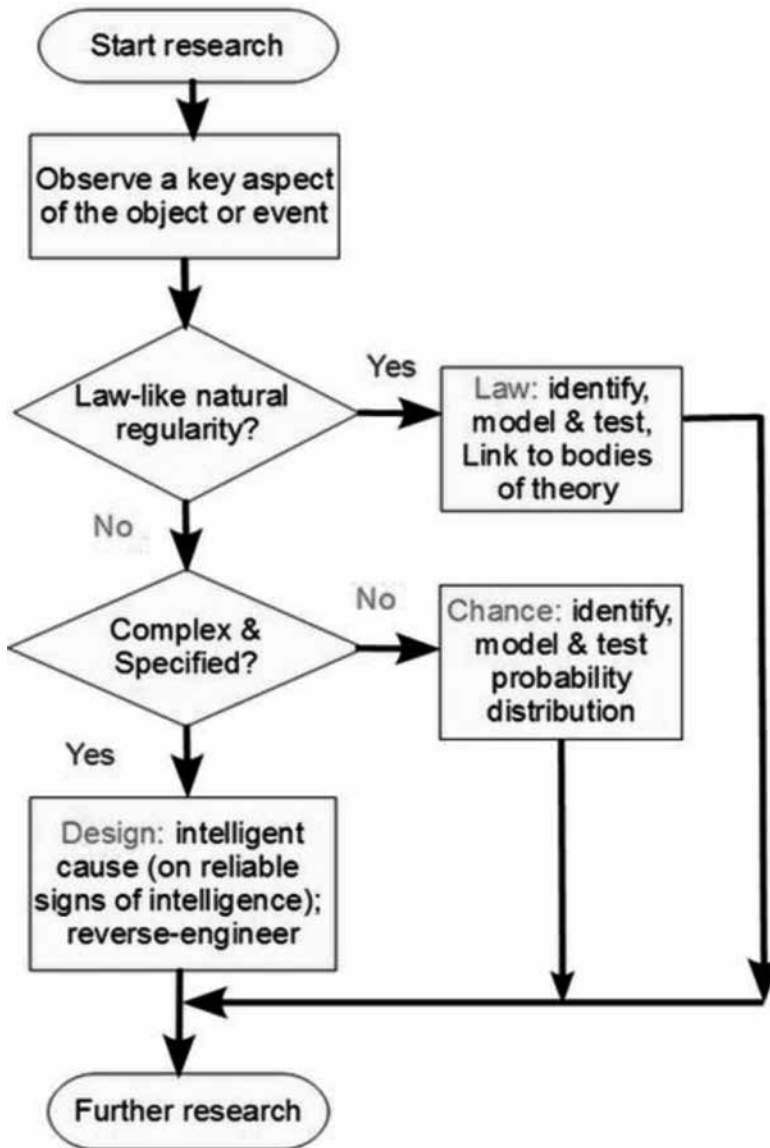 Start research
Observe a key aspect
of the object or event
Law-like natural
regularity?
Yes
Law: identify,
model & test,
Link to bodies
of theory
No
Complex &
Specified?
No
Chance: identify,
model & test
probability
distribution
Yes
Design: intelligent
cause (on reliable
signs of intelligence);
reverse-engineer
Further research